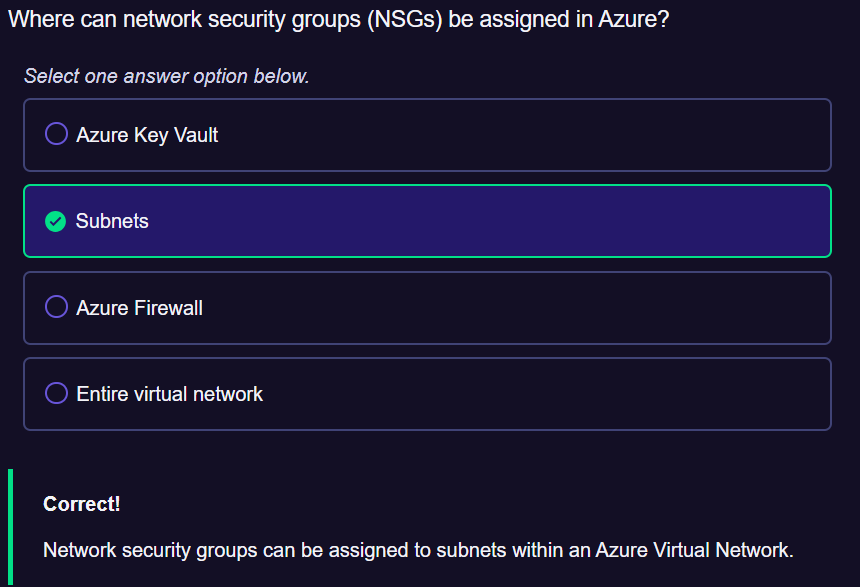 Where can network security groups (NSGs) be assigned in Azure?
Select one answer option below.
Azure Key Vault
Subnets
Azure Firewall
Entire virtual network
Correct!
Network security groups can be assigned to subnets within an Azure Virtual Network.